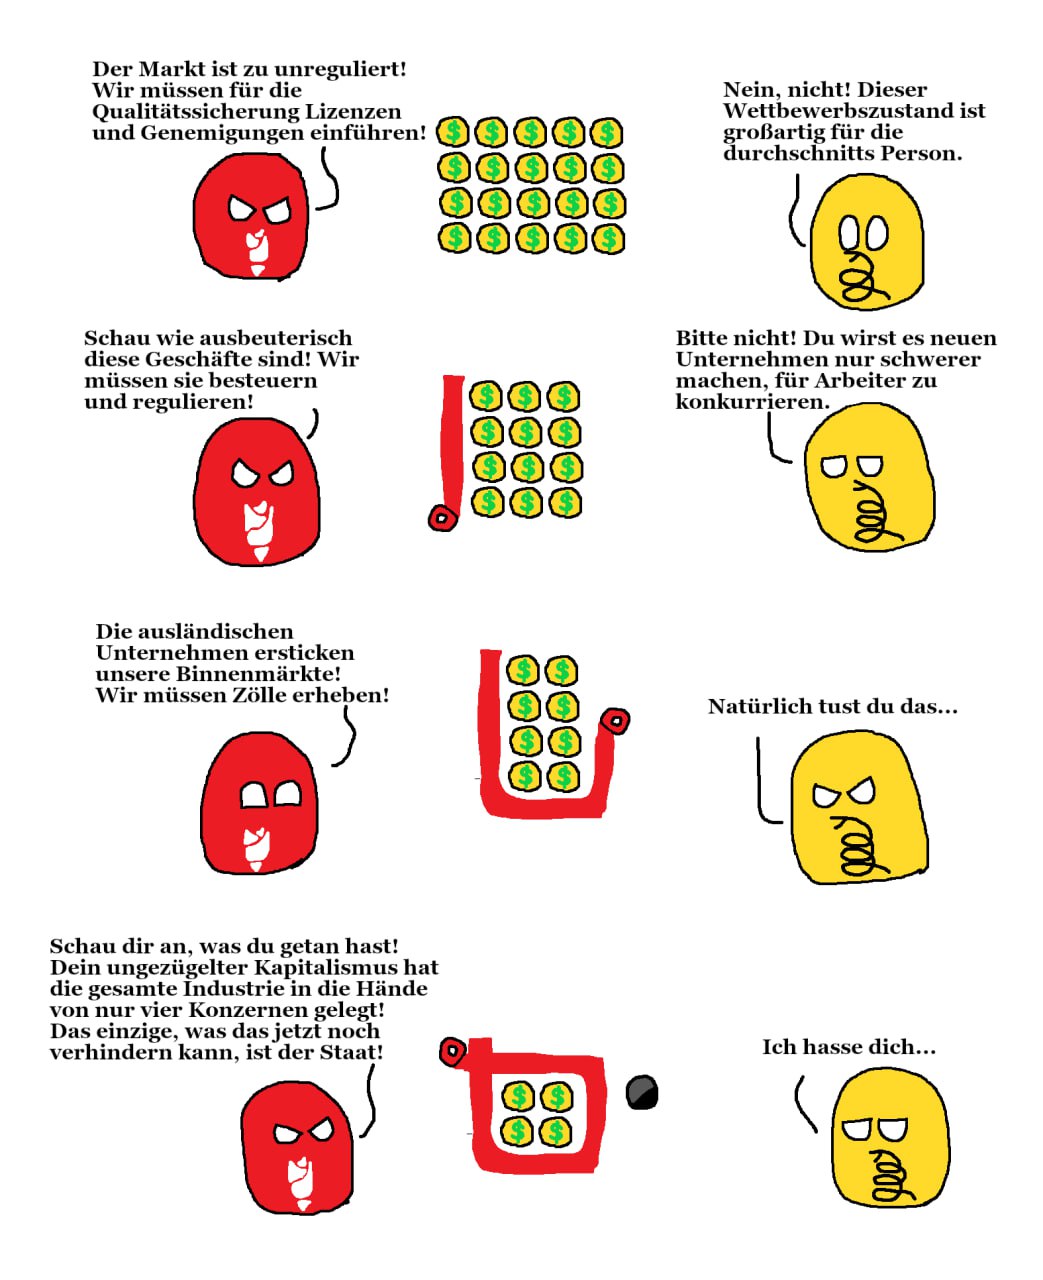 Der Markt ist zu unreguliert!
Wir müssen für die
Qualitätssicherung Lizenzen
und Genemigungen einführen!
Nein, nicht! Dieser
Wettbewerbszustand ist
großartig für die
durchschnitts Person.
Schau wie ausbeuterisch
diese Geschäfte sind! Wir
müssen sie besteuern
und regulieren!
Bitte nicht! Du wirst es neuen
Unternehmen nur schwerer
machen, für Arbeiter zu
konkurrieren.
Die ausländischen
Unternehmen ersticken
unsere Binnenmärkte!
Wir müssen Zölle erheben!
Natürlich tust du das...
Schau dir an, was du getan hast!
Dein ungezügelter Kapitalismus hat
die gesamte Industrie in die Hände
von nur vier Konzernen gelegt!
Das einzige, was das jetzt noch
verhindern kann, ist der Staat!
Ich hasse dich...